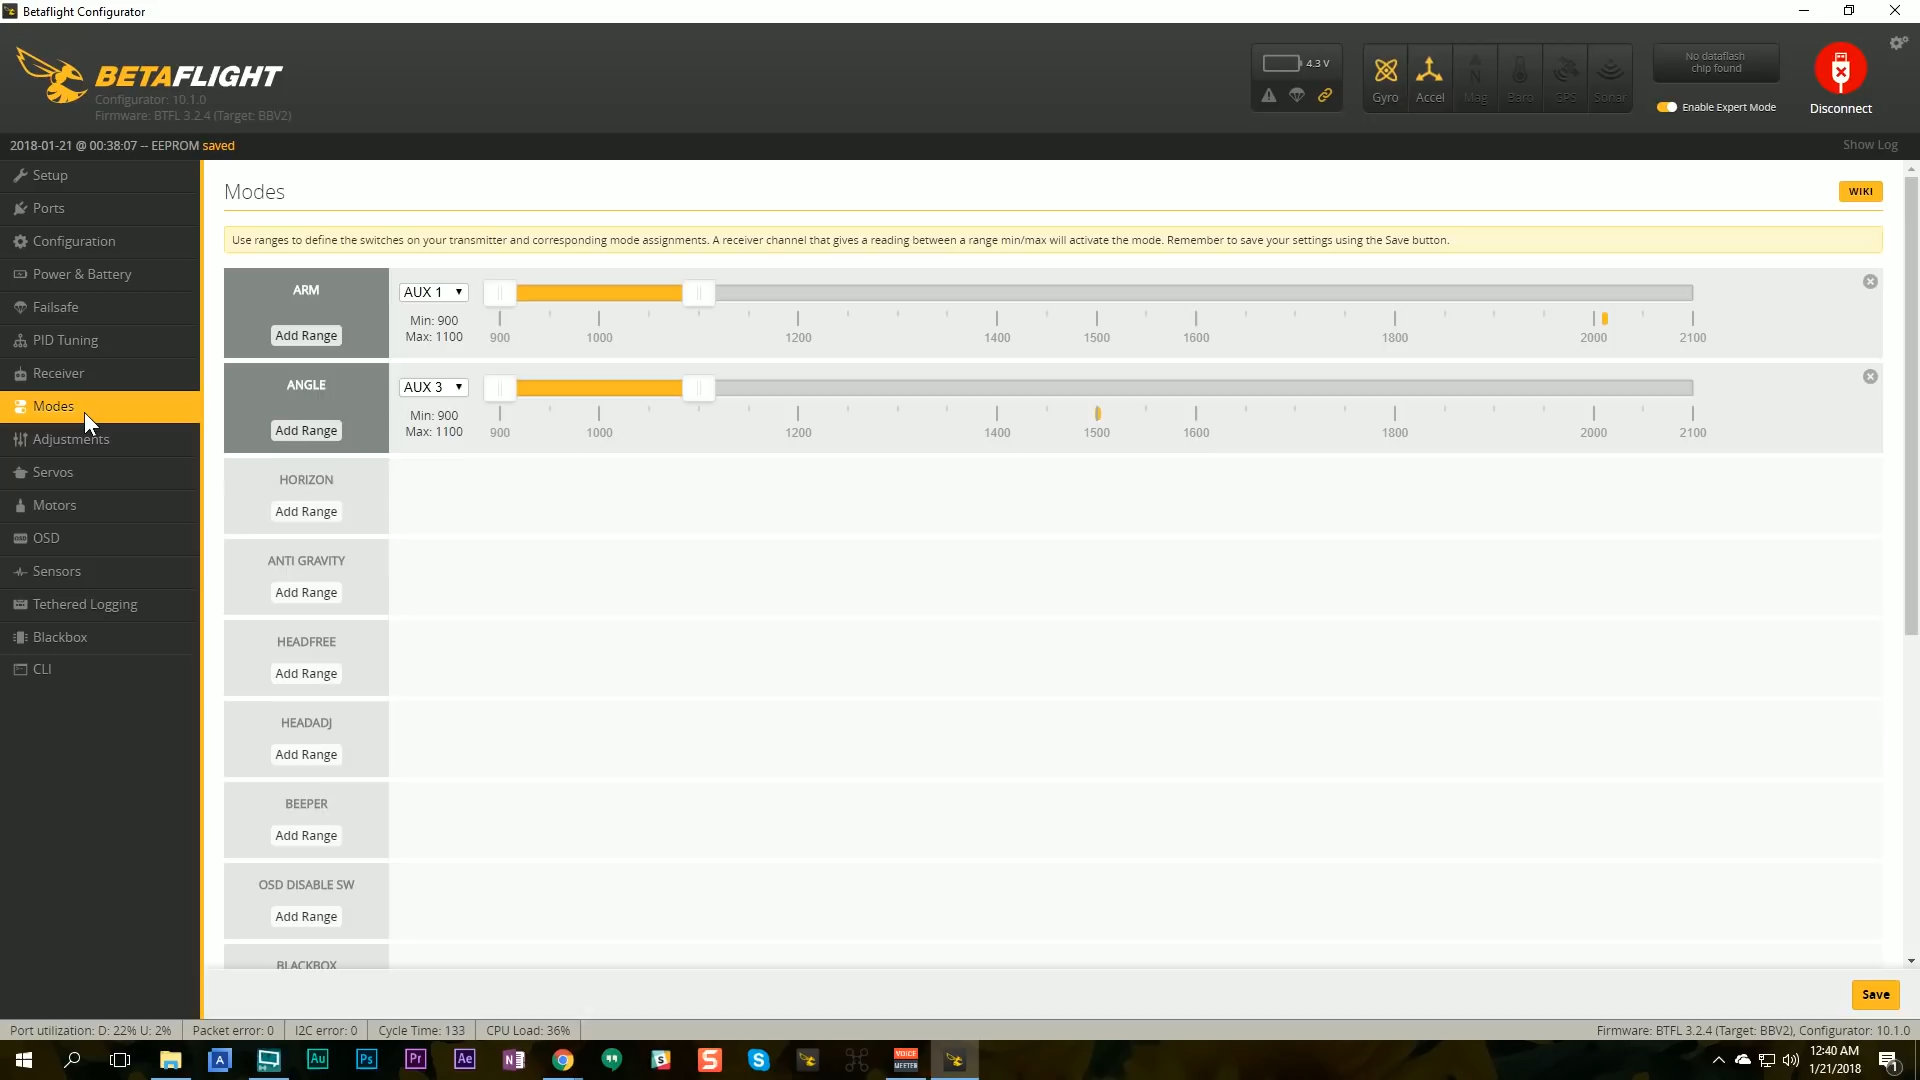 Betaflight Configurator
BETAFLIGHT
Configurator: 10.1.0
Firmware: BTFL 3.2.4 (Target: BBV2)
4.3 V
Gyro
Accel
Mag
Baro
GPS
Sonar
No dataflash
chip found
Enable Expert Mode
Disconnect
2018-01-21 @ 00:38:07 -- EEPROM saved
Show Log
Setup
Ports
Configuration
Power & Battery
Failsafe
PID Tuning
Receiver
Modes
Adjustments
Servos
Motors
OSD
Sensors
Tethered Logging
Blackbox
CLI
Modes
WIKI
Use ranges to define the switches on your transmitter and corresponding mode assignments. A receiver channel that gives a reading between a range min/max will activate the mode. Remember to save your settings using the Save button.
ARM
Add Range
AUX 1
Min: 900
Max: 1100
900 1000 1200 1400 1500 1600 1800 2000 2100
ANGLE
Add Range
AUX 3
Min: 900
Max: 1100
900 1000 1200 1400 1500 1600 1800 2000 2100
HORIZON
Add Range
ANTI GRAVITY
Add Range
HEADFREE
Add Range
HEADADJ
Add Range
BEEPER
Add Range
OSD DISABLE SW
Add Range
BLACKBOX
Save
Port utilization: D: 22% U: 2% Packet error: 0 I2C error: 0 Cycle Time: 133 CPU Load: 36%
Firmware: BTFL 3.2.4 (Target: BBV2), Configurator: 10.1.0
A
Au
Ps
Pr
Ae
N
S
S
S
VOICE
MEETER
12:40 AM
1/21/2018
1